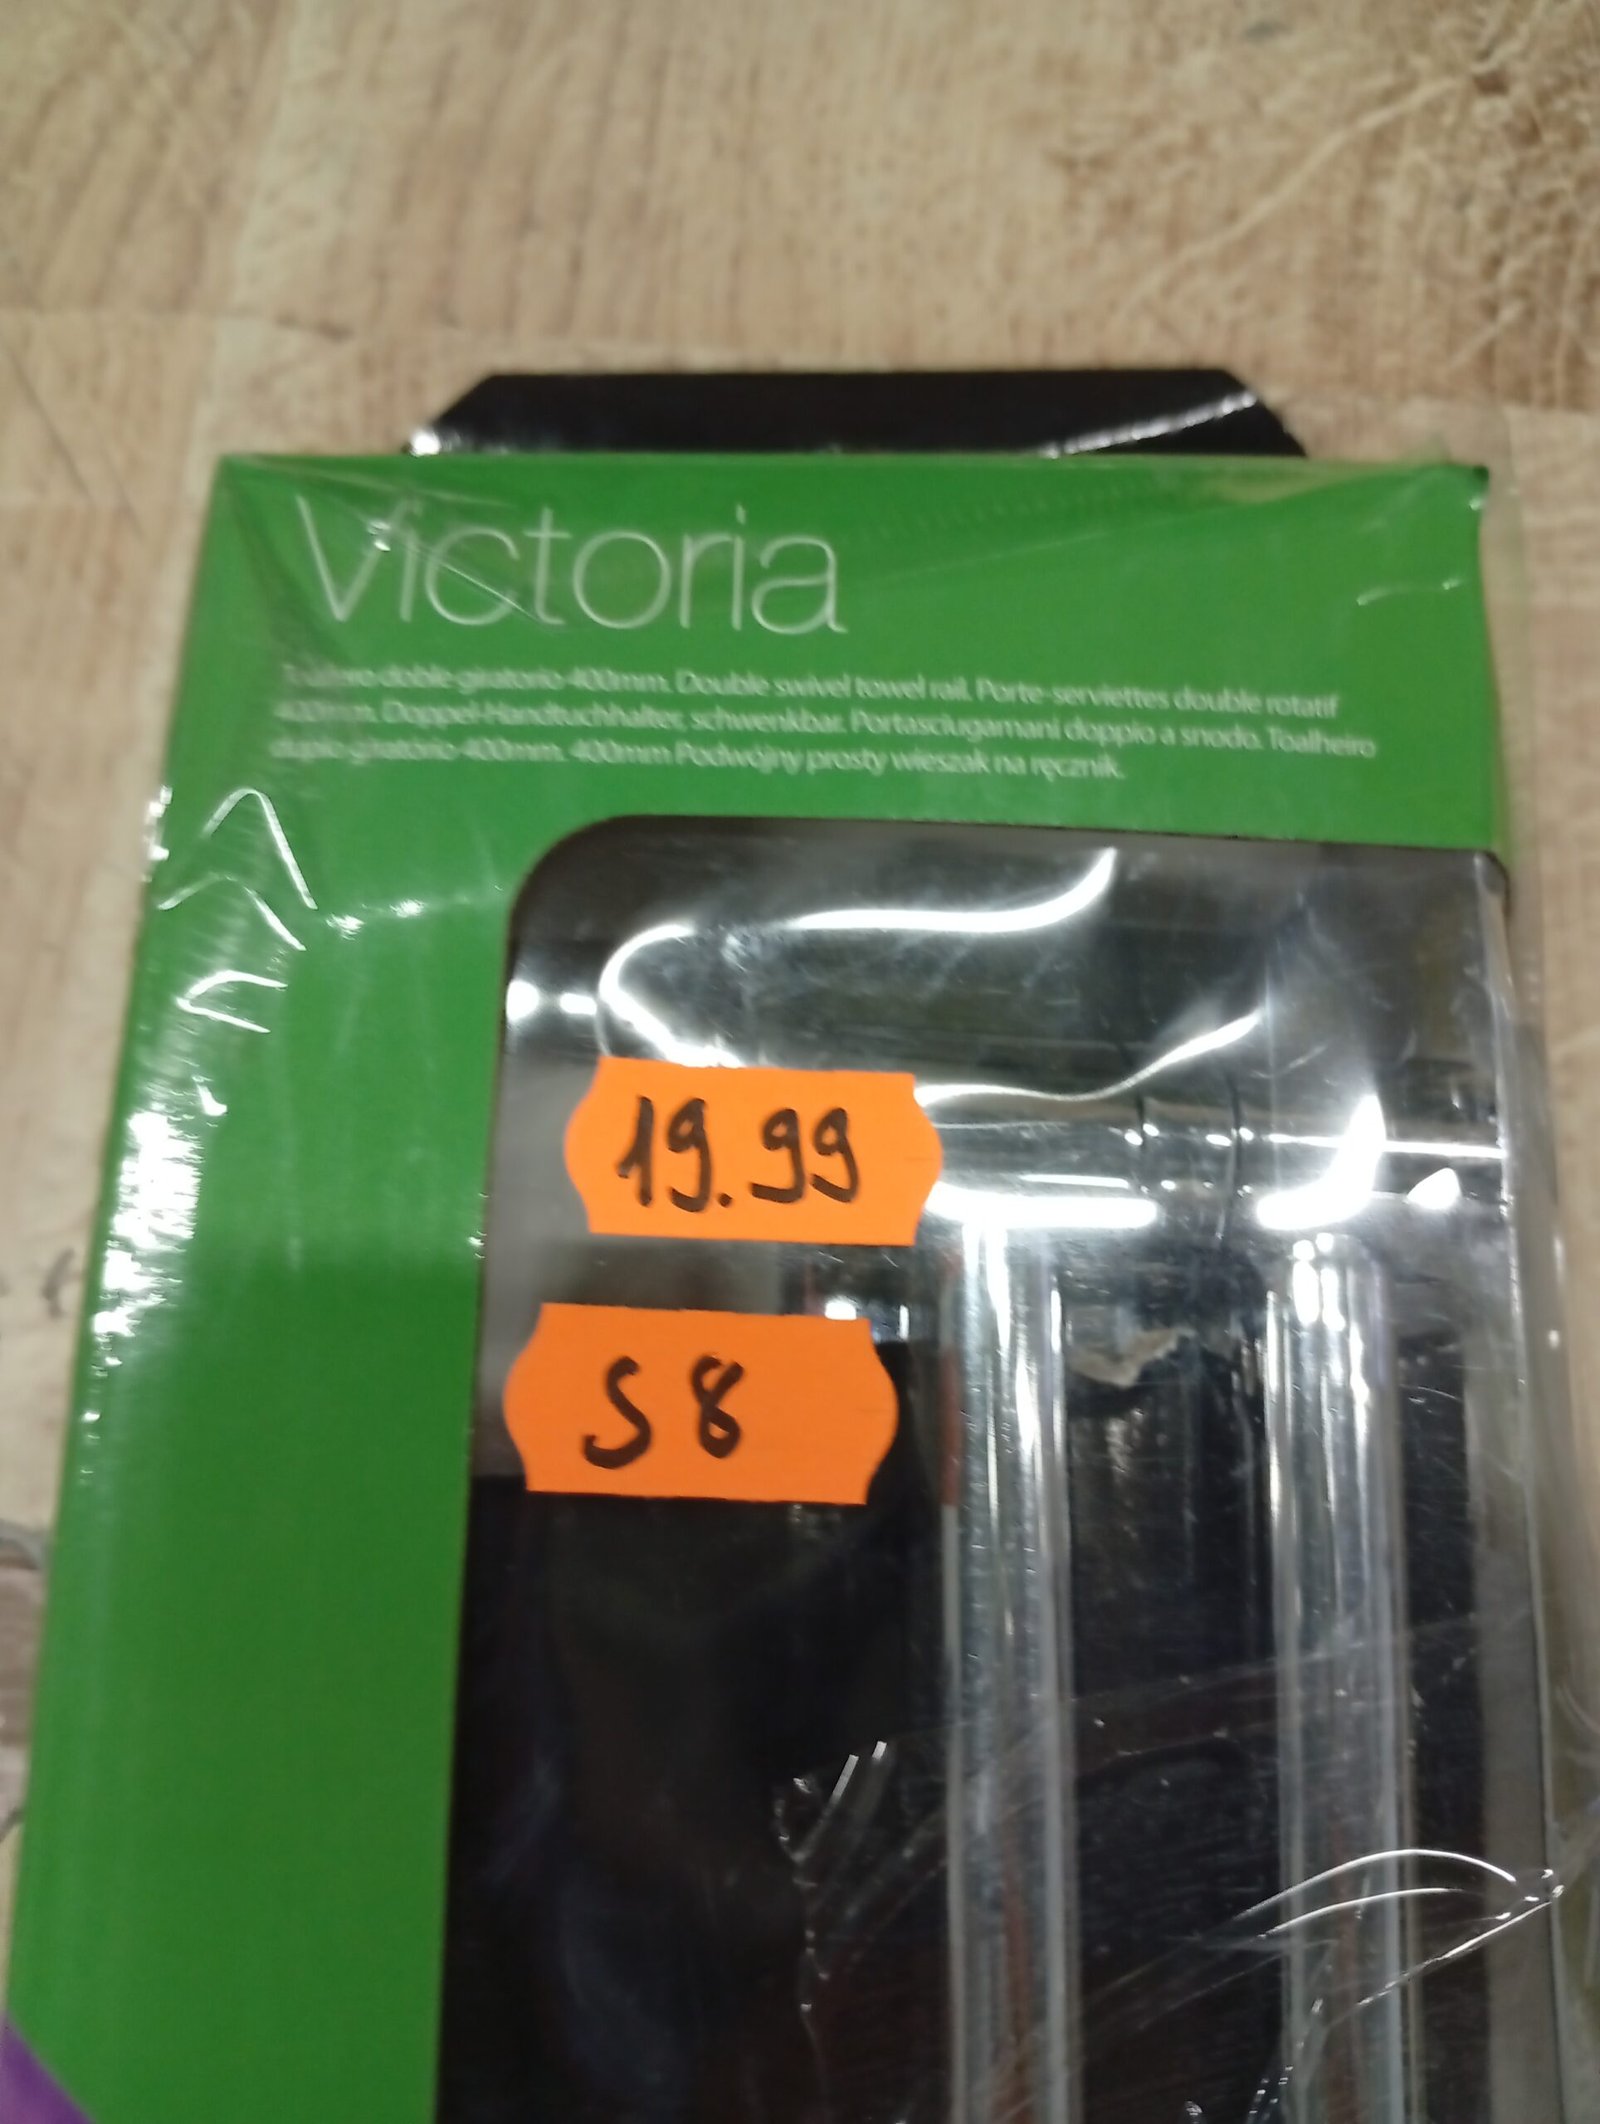 Victoria
Toallero doble giratorio 400mm. Double swivel towel rail. Porte-serviettes double rotatif
400mm. Doppel-Handtuchhalter, schwenkbar. Portasciugamani doppio a snodo. Toalheiro
duplo giratório 400mm. 400mm Podwójny prosty wieszak na ręcznik.
19.99
S8